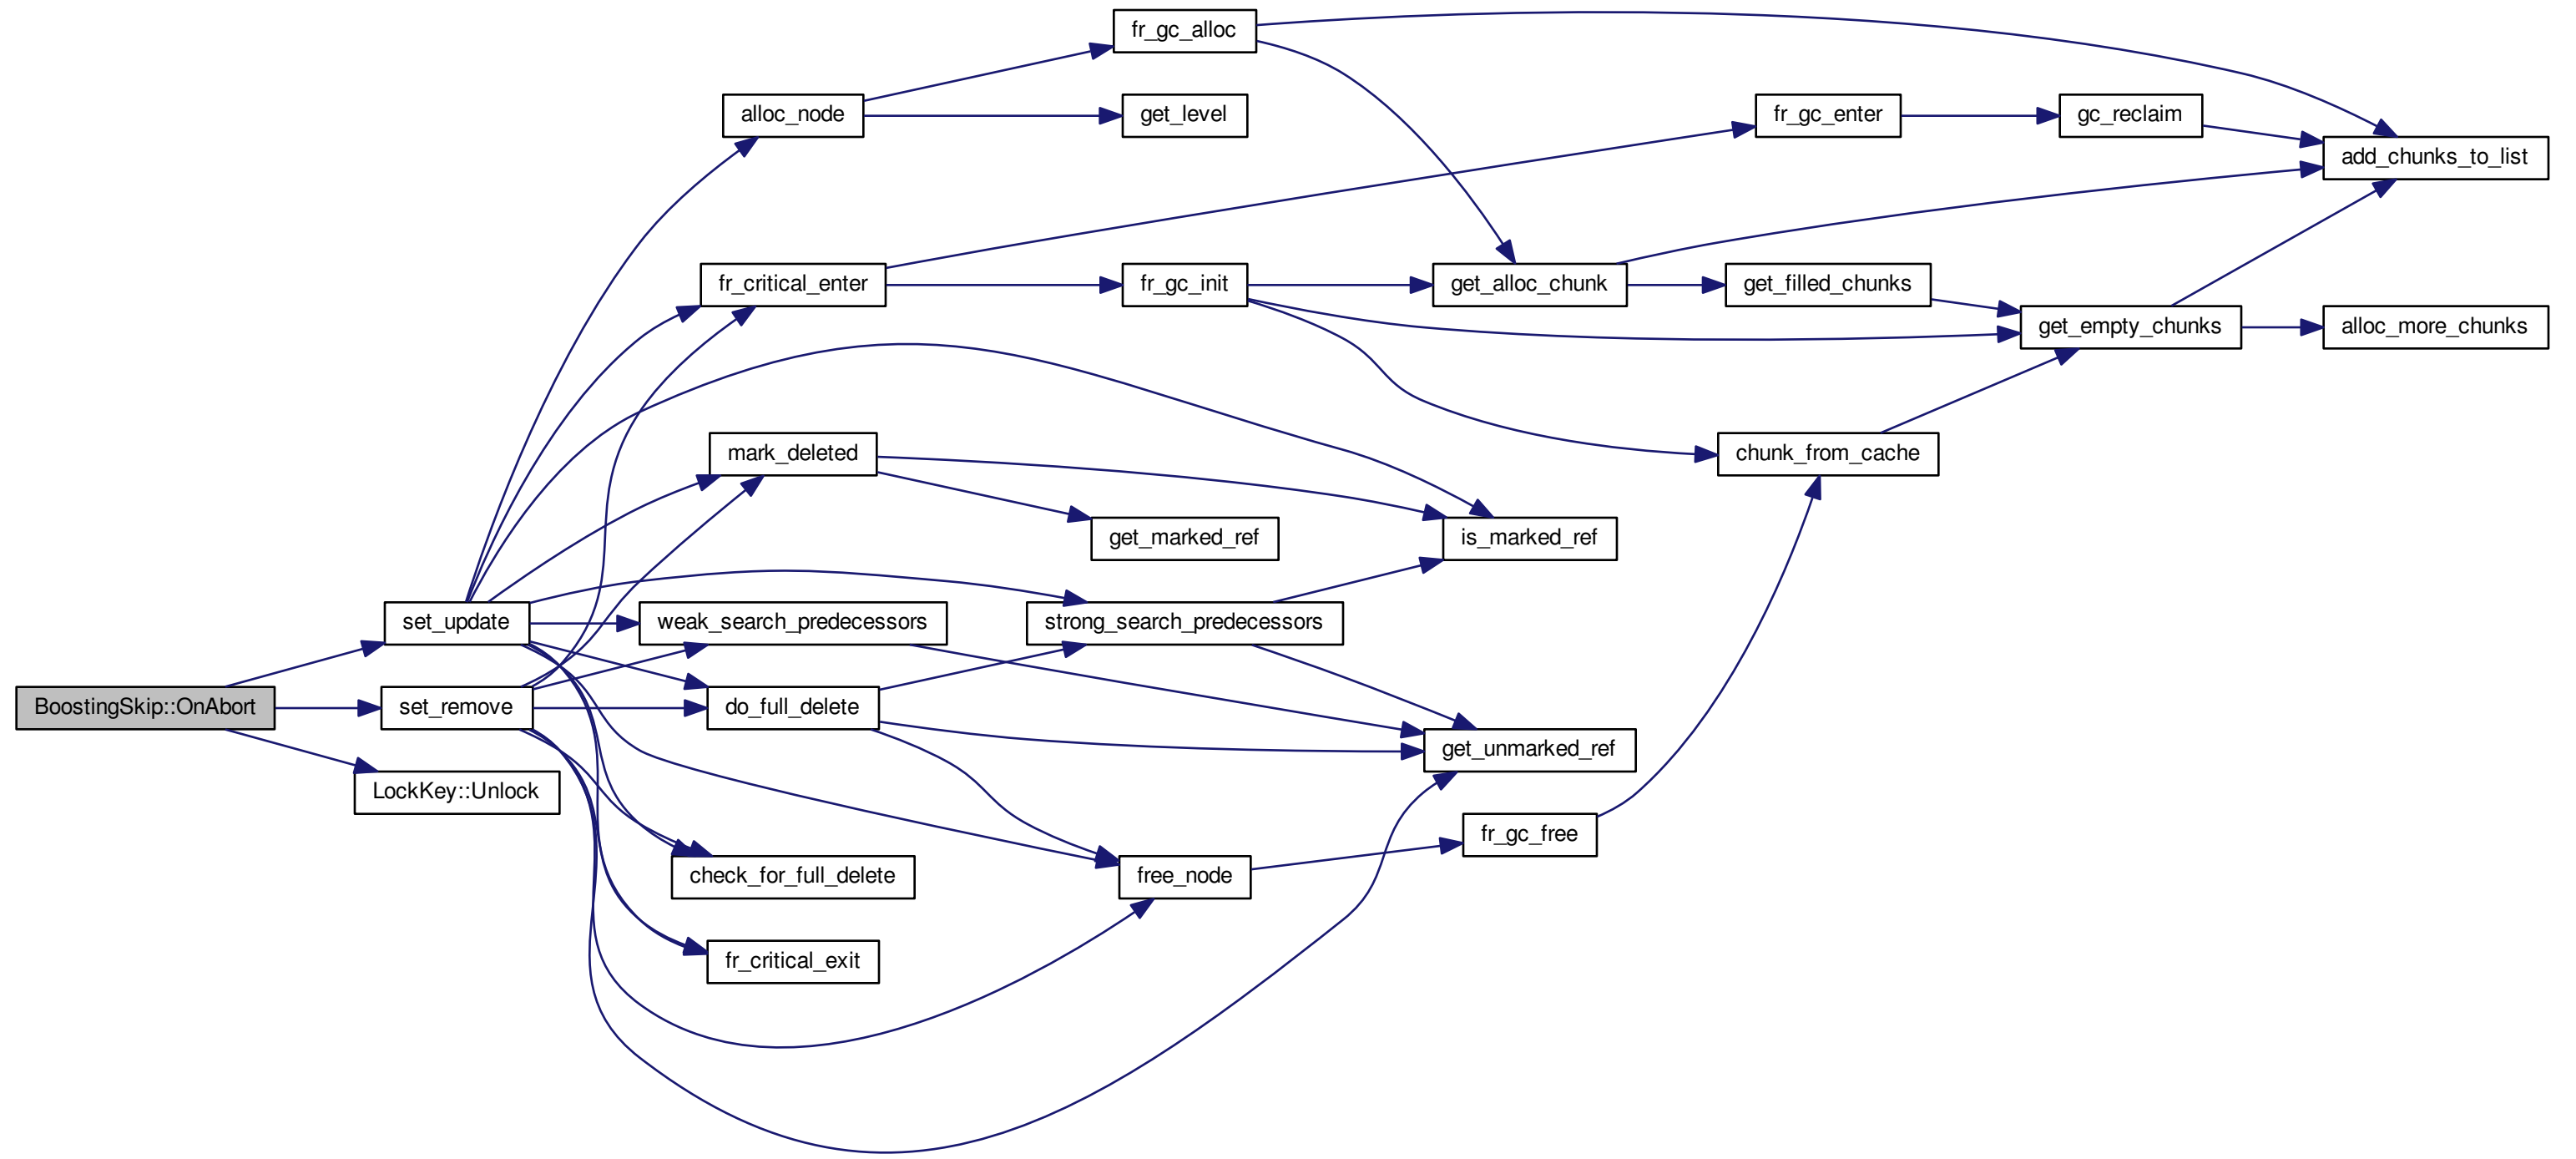 fr_gc_alloc
alloc_node
get_level
fr_gc_enter
gc_reclaim
add_chunks_to_list
fr_critical_enter
fr_gc_init
get_alloc_chunk
get_filled_chunks
get_empty_chunks
alloc_more_chunks
mark_deleted
chunk_from_cache
get_marked_ref
is_marked_ref
set_update
weak_search_predecessors
strong_search_predecessors
BoostingSkip::OnAbort
set_remove
do_full_delete
get_unmarked_ref
LockKey::Unlock
fr_gc_free
check_for_full_delete
free_node
fr_critical_exit